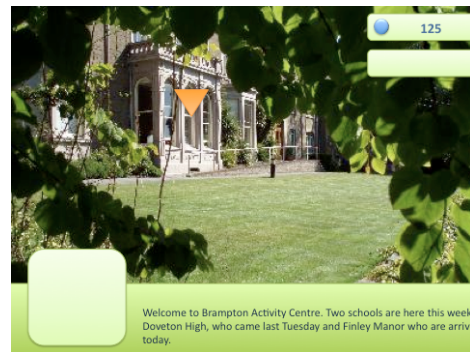 125
Welcome to Brampton Activity Centre. Two schools are here this week
Doveton High, who came last Tuesday and Finley Manor who are
today.